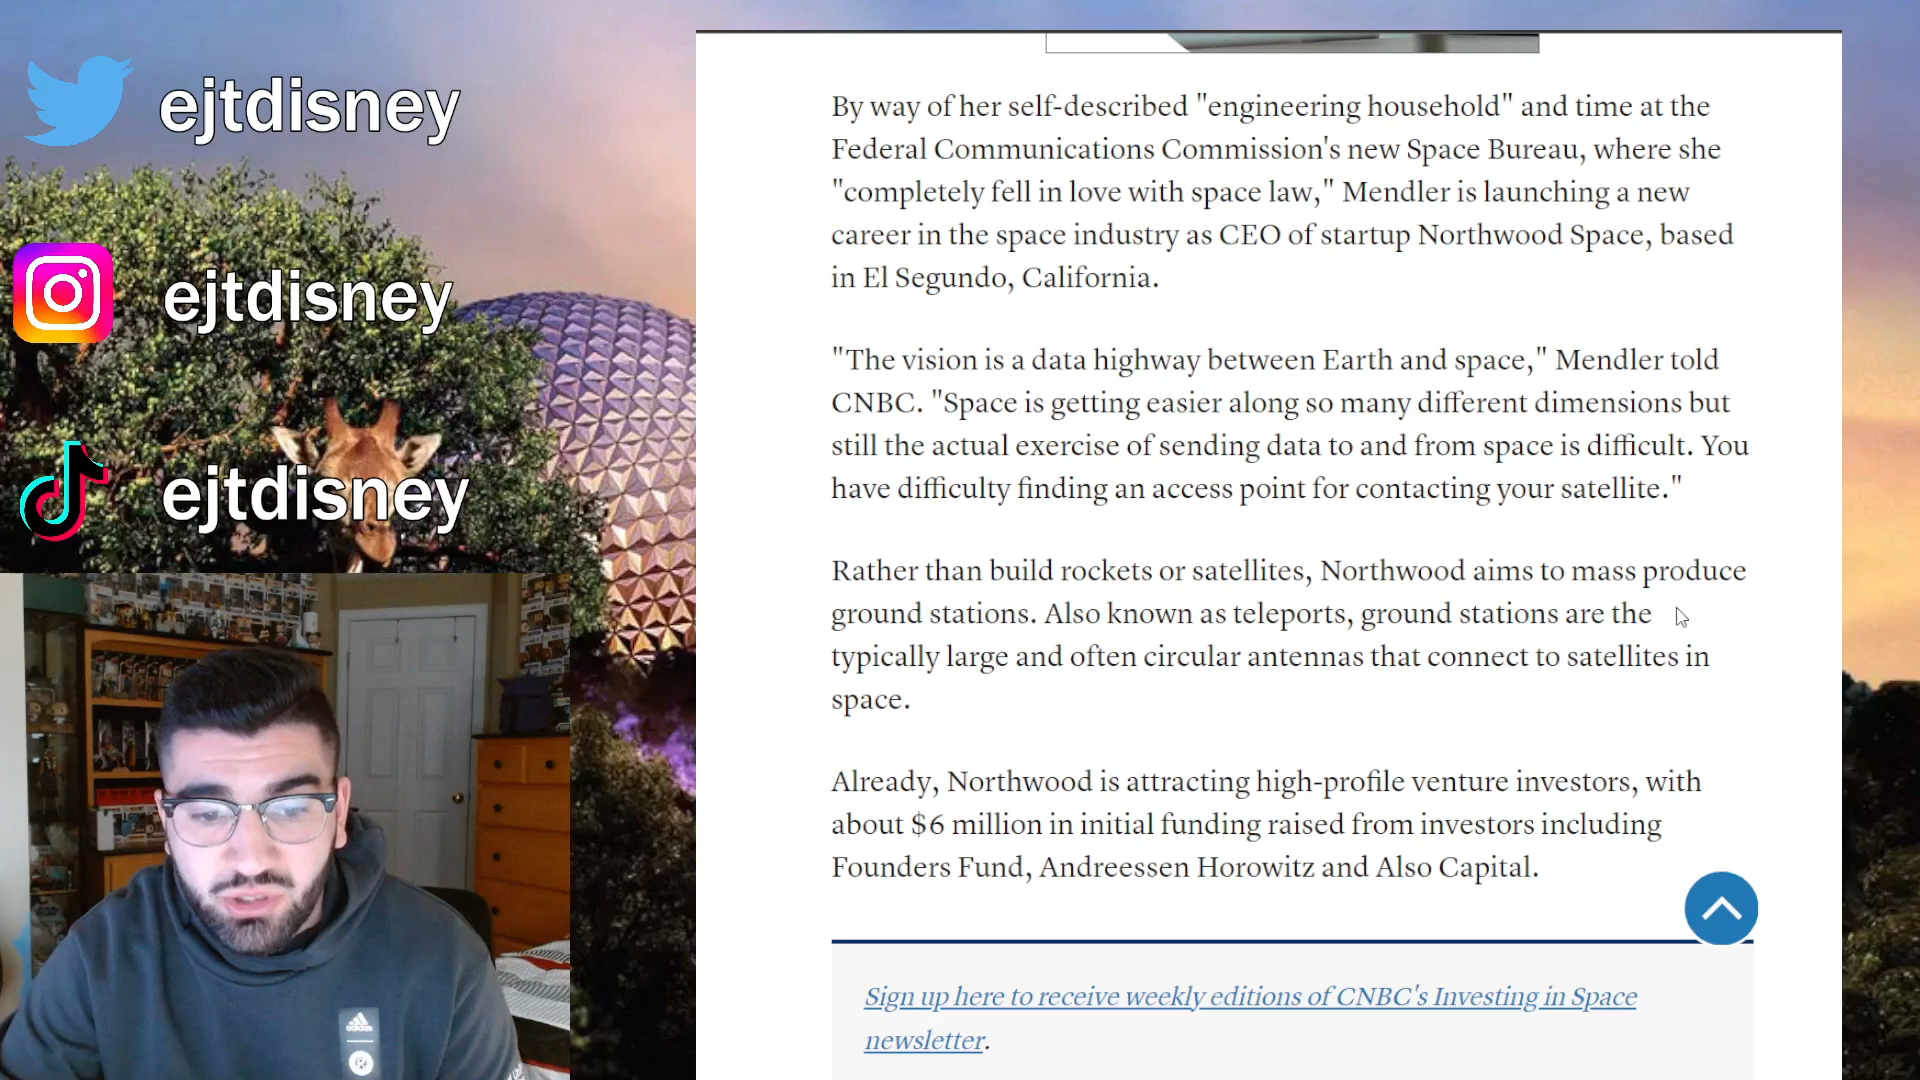 ejtdisney
ejtdisney
ejtdisney
By way of her self-described "engineering household" and time at the
Federal Communications Commission's new Space Bureau, where she
"completely fell in love with space law," Mendler is launching a new
career in the space industry as CEO of startup Northwood Space, based
in El Segundo, California.
"The vision is a data highway between Earth and space," Mendler told
CNBC. "Space is getting easier along so many different dimensions but
still the actual exercise of sending data to and from space is difficult. You
have difficulty finding an access point for contacting your satellite."
Rather than build rockets or satellites, Northwood aims to mass produce
ground stations. Also known as teleports, ground stations are the
typically large and often circular antennas that connect to satellites in
space.
Already, Northwood is attracting high-profile venture investors, with
about $6 million in initial funding raised from investors including
Founders Fund, Andreessen Horowitz and Also Capital.
Sign up here to receive weekly editions of CNBC's Investing in Space
newsletter.